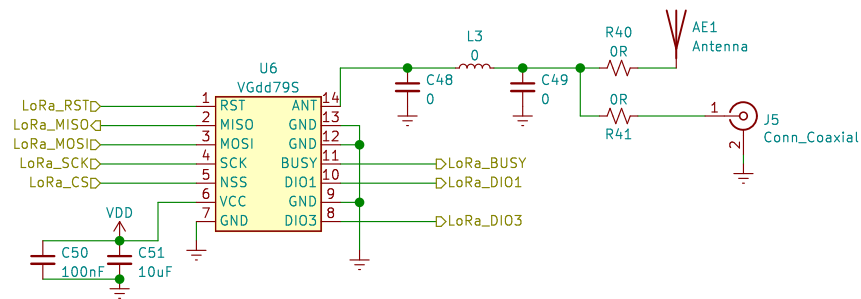 AE1
Antenna
R40
0R
L3
0
U6
VGdd79S
C48
0
C49
0
0R
R41
1
J5
Conn_Coaxial
2
LoRa_RST 1 RST ANT 14
LoRa_MISO 2 MISO GND 13
LoRa_MOSI 3 MOSI GND 12
LoRa_SCK 4 SCK BUSY 11 LoRa_BUSY
LoRa_CS 5 NSS DIO1 10 LoRa_DIO1
6 VCC GND 9
7 GND DIO3 8 LoRa_DIO3
VDD
C50
100nF
C51
10uF